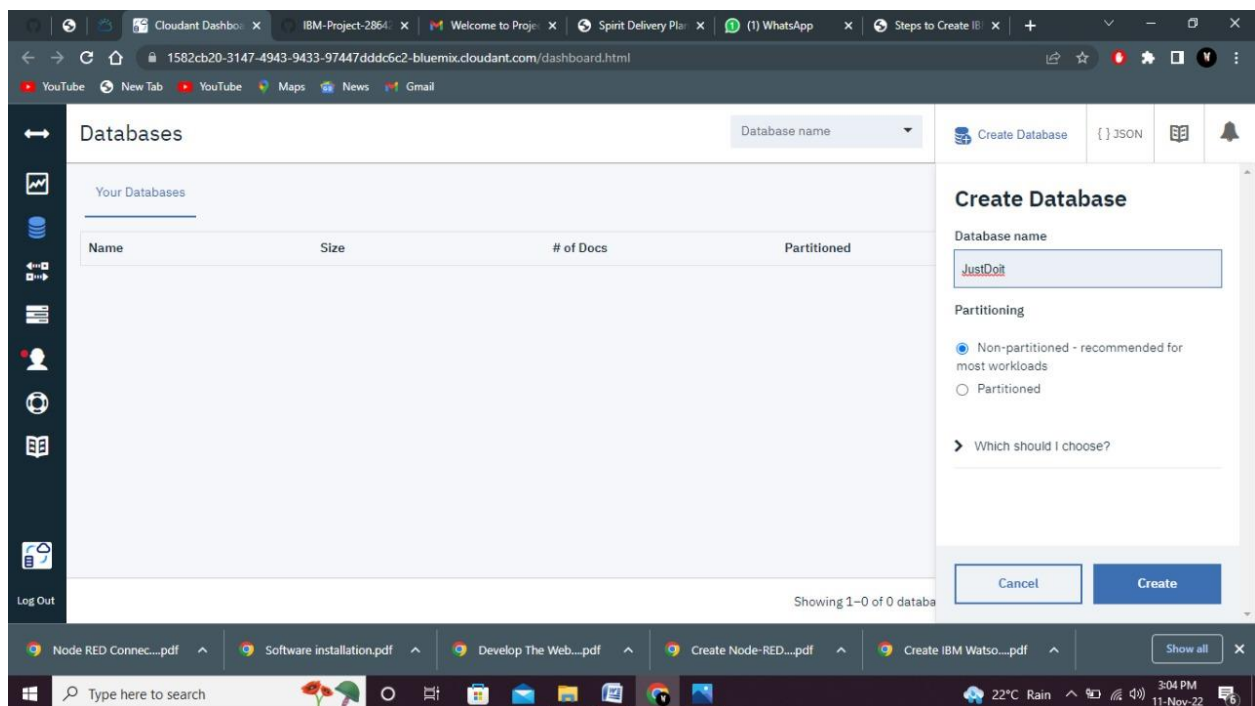 Cloudant Dashboa
IBM-Project-2864
Welcome to Projec
Spirit Delivery Plan
(1) WhatsApp
Steps to Create IB
1582cb20-3147-4943-9433-97447dddc6c2-bluemix.cloudant.com/dashboard.html
YouTube
New Tab
YouTube
Maps
News
Gmail
Databases
Database name
Create Database
{ } JSON
Your Databases
Name
Size
# of Docs
Partitioned
Create Database
Database name
JustDoit
Partitioning
Non-partitioned - recommended for
most workloads
Partitioned
Which should I choose?
Cancel
Create
Log Out
Showing 1–0 of 0 databa
Node RED Connec....pdf
Software installation.pdf
Develop The Web....pdf
Create Node-RED....pdf
Create IBM Watso....pdf
Show all
Type here to search
22°C Rain
3:04 PM
11-Nov-22
6